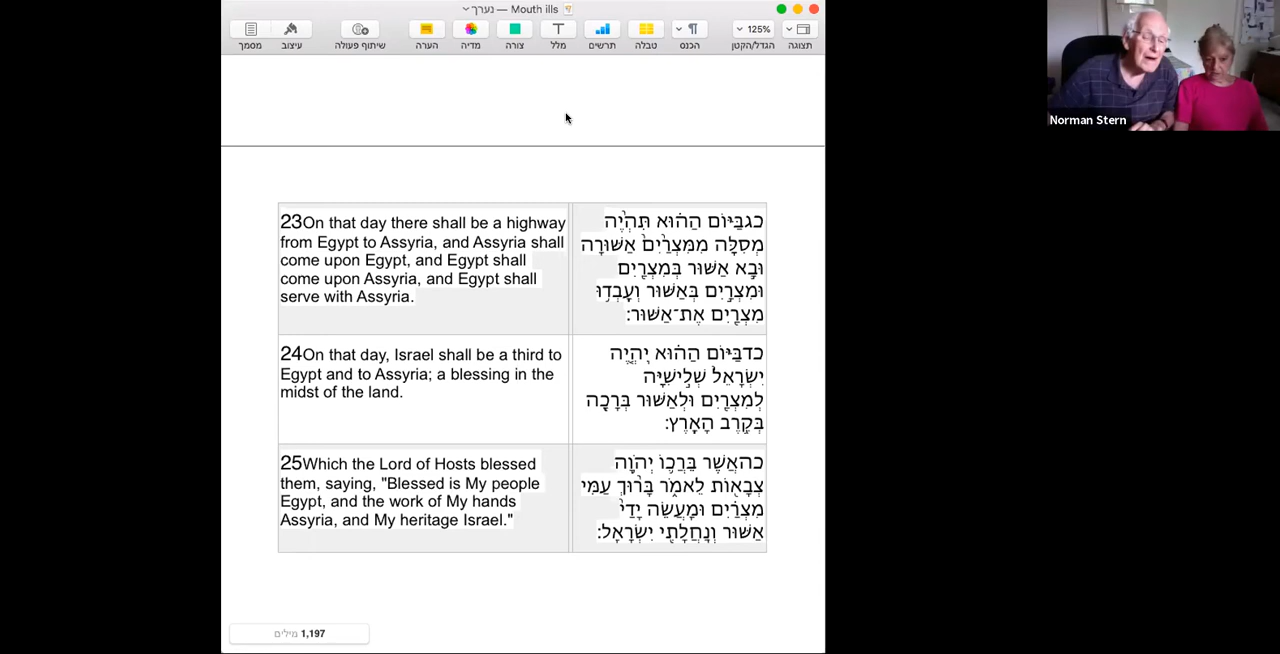 נערך — Mouth ills
מסמך
עיצוב
שיתוף פעולה
הערה
מדיה
צורה
מלל
תרשים
טבלה
הכנס
125%
הגדל/הקטן
תצוגה
Norman Stern
23On that day there shall be a highway
from Egypt to Assyria, and Assyria shall
come upon Egypt, and Egypt shall
come upon Assyria, and Egypt shall
serve with Assyria.
כגבַּיּוֹם הַה֗וּא תִּֽהְיֶ֨ה
מְסִלָּ֤ה מִמִּצְרַ֙יִם֙ אַשּׁ֔וּרָה
וּבָֽא אַשּׁ֥וּר בְּמִצְרַ֖יִם
וּמִצְרַ֣יִם בְּאַשּׁ֑וּר וְעָֽבְד֥וּ
מִצְרַ֖יִם אֶת־אַשּֽׁוּר׃
24On that day, Israel shall be a third to
Egypt and to Assyria; a blessing in the
midst of the land.
כדבַּיּ֣וֹם הַה֗וּא יִֽהְיֶ֚ה
יִשְׂרָאֵל֙ שְׁלִ֣ישִׁיָּ֔ה
לְמִצְרַ֖יִם וּלְאַשּׁ֑וּר בְּרָכָ֖ה
בְּקֶ֥רֶב הָאָֽרֶץ׃
25Which the Lord of Hosts blessed
them, saying, "Blessed is My people
Egypt, and the work of My hands
Assyria, and My heritage Israel."
כהאֲשֶׁ֧ר בֵּֽרֲכ֛וֹ יְהֹוָ֥ה
צְבָא֖וֹת לֵאמֹ֑ר בָּר֨וּךְ עַמִּ֜י
מִצְרַ֗יִם וּמַֽעֲשֵׂ֚ה יָדַי֙
אַשּׁ֔וּר וְנַֽחֲלָתִ֖י יִשְׂרָאֵֽל׃
1,197 מילים